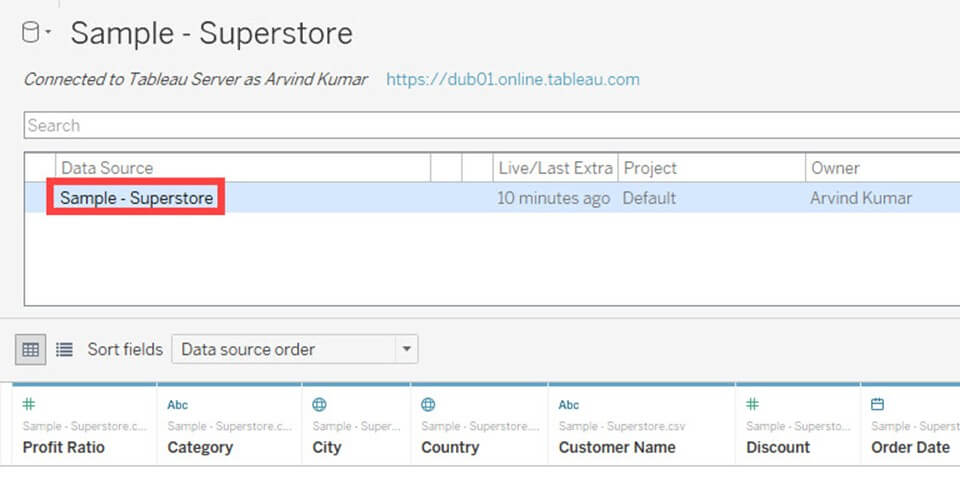 Sample - Superstore
Connected to Tableau Server as Arvind Kumar https://dub01.online.tableau.com
Search
Data Source Live/Last Extra Project Owner
Sample - Superstore 10 minutes ago Default Arvind Kumar
Sort fields Data source order
# Abc Abc #
Sample - Superstore.c... Sample - Superstore.c... Sample - Super... Sample - Superstore.... Sample - Superstore.csv Sample - Supersto... Sample - Superst
Profit Ratio Category City Country Customer Name Discount Order Date